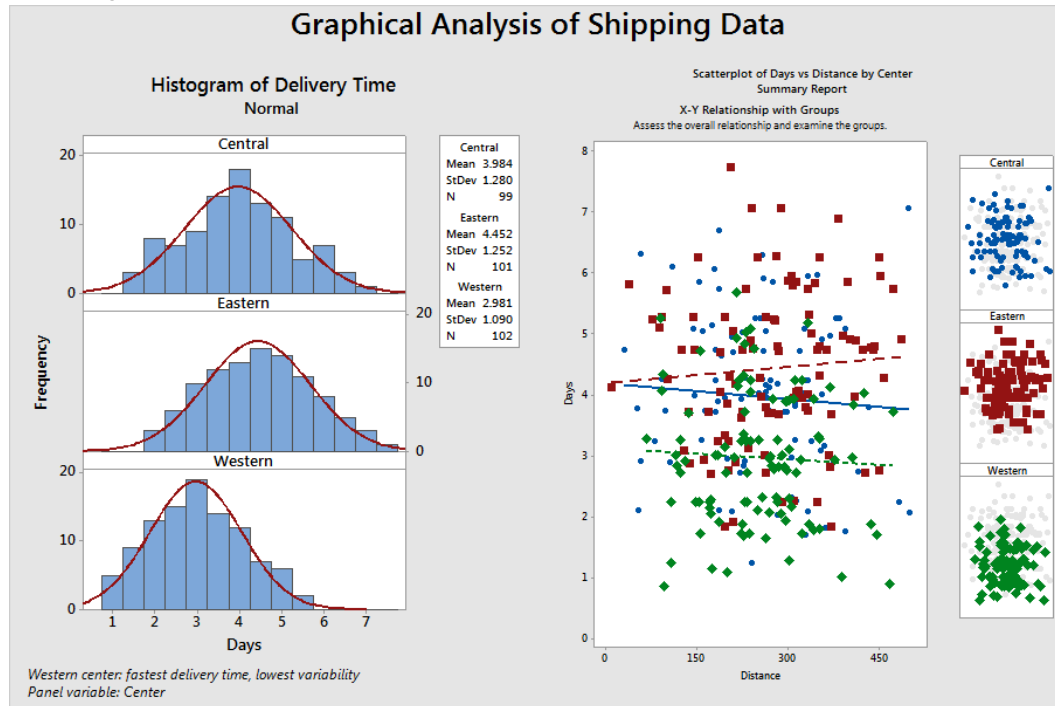 Graphical Analysis of Shipping Data
Histogram of Delivery Time
Normal
Central
20
10
0
Eastern
20
10
0
Western
20
10
0
1 2 3 4 5 6 7
Days
Frequency
Central
Mean 3.984
StDev 1.280
N 99
Eastern
Mean 4.452
StDev 1.252
N 101
Western
Mean 2.981
StDev 1.090
N 102
Western center: fastest delivery time, lowest variability
Panel variable: Center
Scatterplot of Days vs Distance by Center
Summary Report
X-Y Relationship with Groups
Assess the overall relationship and examine the groups.
8
7
6
5
4
3
2
1
0
Days
0 150 300 450
Distance
Central
Eastern
Western